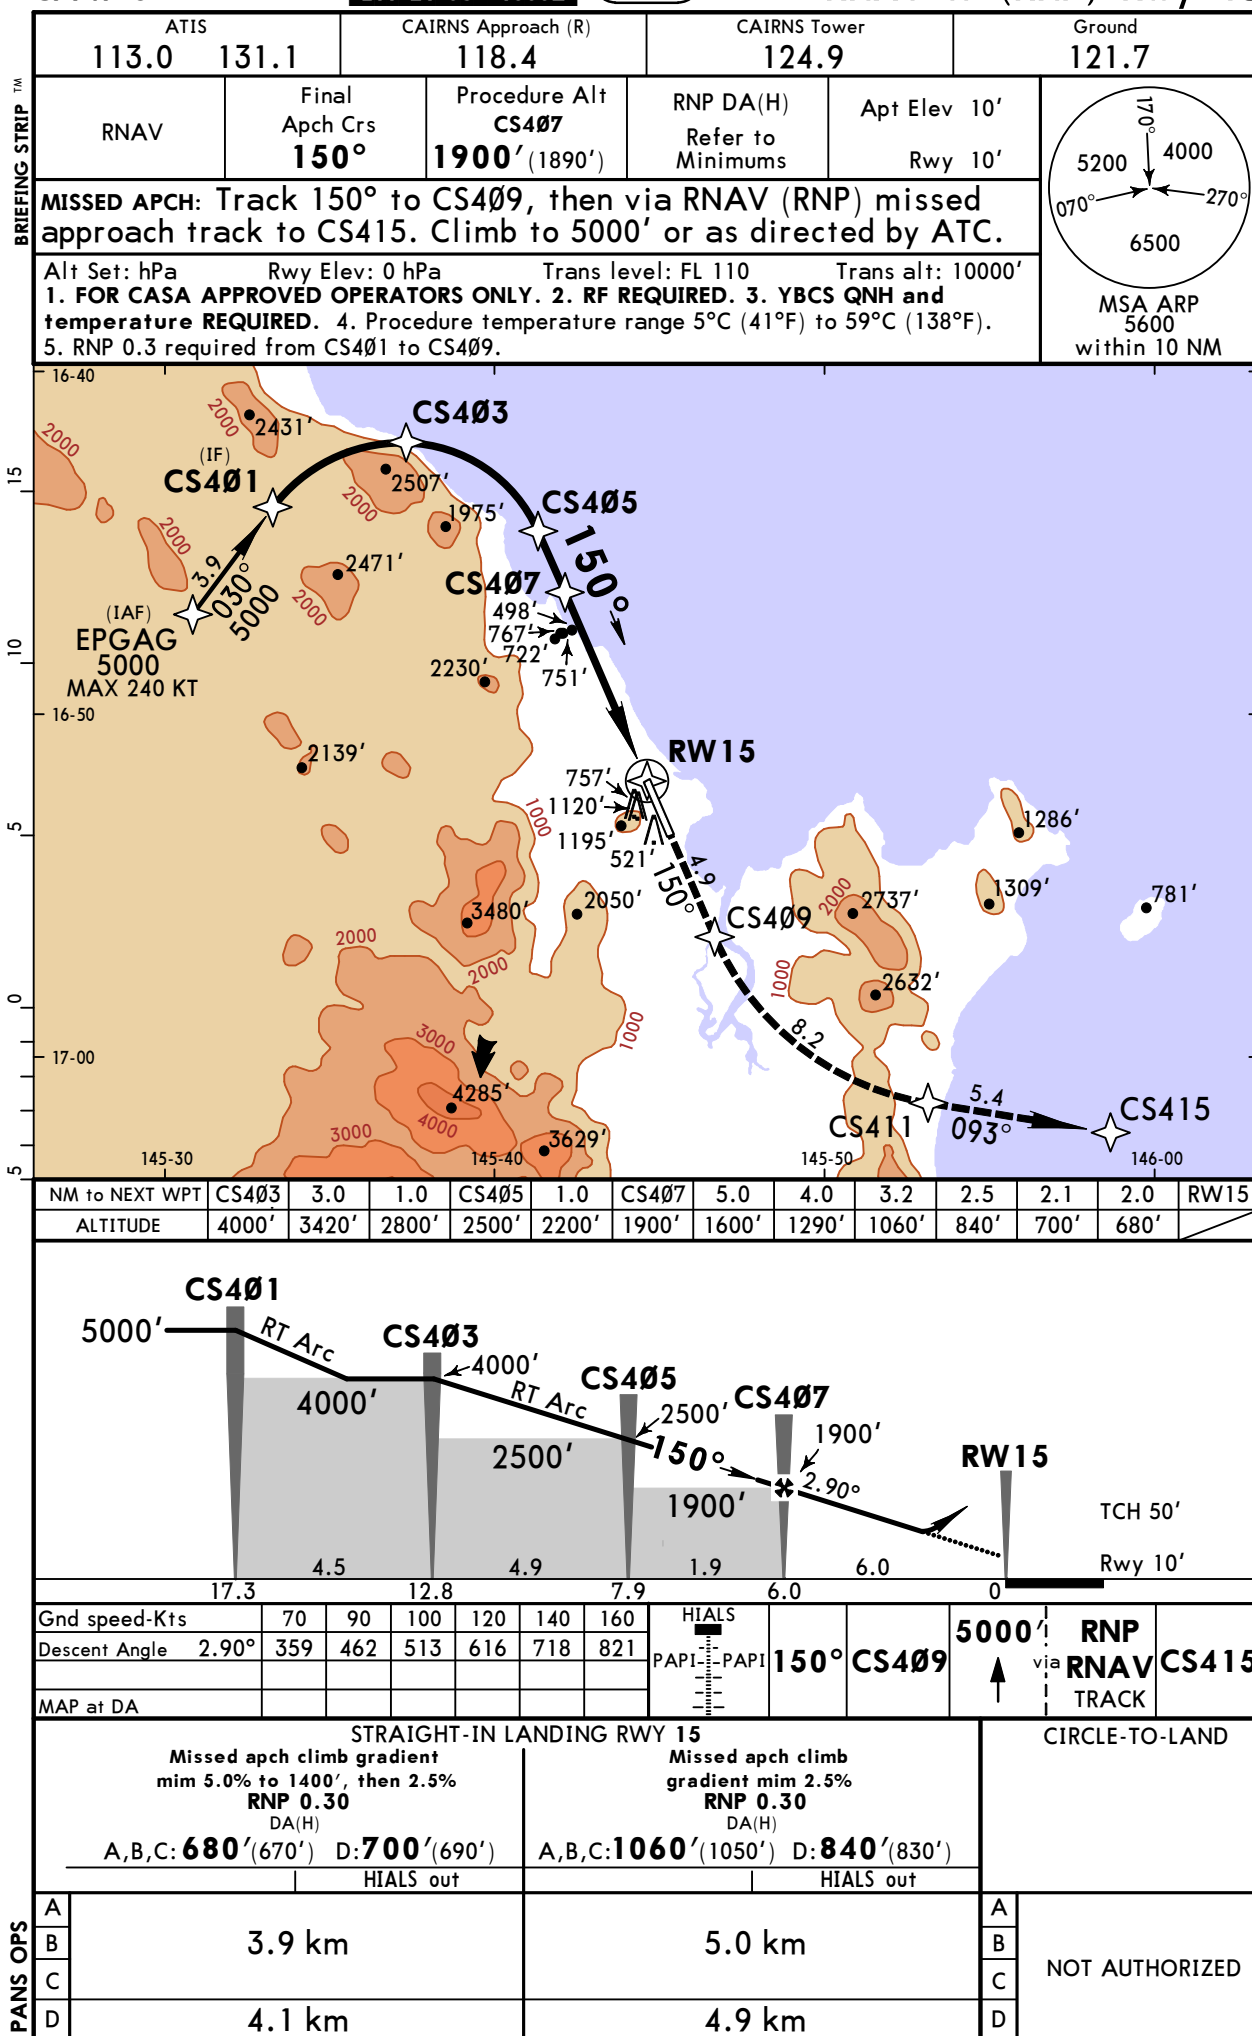 ATIS
113.0 131.1
CAIRNS Approach (R)
118.4
CAIRNS Tower
124.9
Ground
121.7
BRIEFING STRIP ™
RNAV
Final
Apch Crs
150°
Procedure Alt
CS4Ø7
1900' (1890')
RNP DA(H)
Refer to
Minimums
Apt Elev 10'
Rwy 10'
MISSED APCH: Track 150° to CS4Ø9, then via RNAV (RNP) missed
approach track to CS415. Climb to 5000' or as directed by ATC.
Alt Set: hPa Rwy Elev: 0 hPa Trans level: FL 110 Trans alt: 10000'
1. FOR CASA APPROVED OPERATORS ONLY. 2. RF REQUIRED. 3. YBCS QNH and
temperature REQUIRED. 4. Procedure temperature range 5°C (41°F) to 59°C (138°F).
5. RNP 0.3 required from CS4Ø1 to CS4Ø9.
170°
5200
4000
070°
270°
6500
MSA ARP
5600
within 10 NM
16-40
2000
2431'
CS4Ø3
2000
(IF)
CS4Ø1
2507'
15
2000
1975'
CS4Ø5
2000
150°
2471'
3.9
030°
5000
2000
CS4Ø7
(IAF)
EPGAG
5000
MAX 240 KT
498'
767'
722'
751'
10
2230'
16-50
2139'
RW15
757'
1120'
1000
1195'
521'
5
1286'
4.9
150°
3480'
2050'
2000
2737'
1309'
781'
CS4Ø9
2000
2000
1000
2632'
0
3000
1000
8.2
17-00
4285'
4000
5.4
CS415
CS411
093°
3000
3629'
5
145-30
145-40
145-50
146-00
NM to NEXT WPT CS4Ø3 3.0 1.0 CS4Ø5 1.0 CS4Ø7 5.0 4.0 3.2 2.5 2.1 2.0 RW15
ALTITUDE 4000' 3420' 2800' 2500' 2200' 1900' 1600' 1290' 1060' 840' 700' 680'
CS4Ø1
5000'
RT Arc
CS4Ø3
4000'
4000'
RT Arc
CS4Ø5
2500'
2500'
CS4Ø7
150°
1900'
1900'
2.90°
RW15
TCH 50'
Rwy 10'
4.5 4.9 1.9 6.0
17.3 12.8 7.9 6.0 0
Gnd speed-Kts 70 90 100 120 140 160
Descent Angle 2.90° 359 462 513 616 718 821
MAP at DA
HIALS
PAPI PAPI
150°
CS4Ø9
5000'
via
RNP
RNAV
TRACK
CS415
STRAIGHT-IN LANDING RWY 15
CIRCLE-TO-LAND
Missed apch climb gradient
mim 5.0% to 1400', then 2.5%
RNP 0.30
DA(H)
A,B,C: 680' (670') D: 700' (690')
HIALS out
Missed apch climb
gradient mim 2.5%
RNP 0.30
DA(H)
A,B,C: 1060' (1050') D: 840' (830')
HIALS out
PANS OPS
A
B
C
D
3.9 km
4.1 km
5.0 km
4.9 km
A
B
C
D
NOT AUTHORIZED